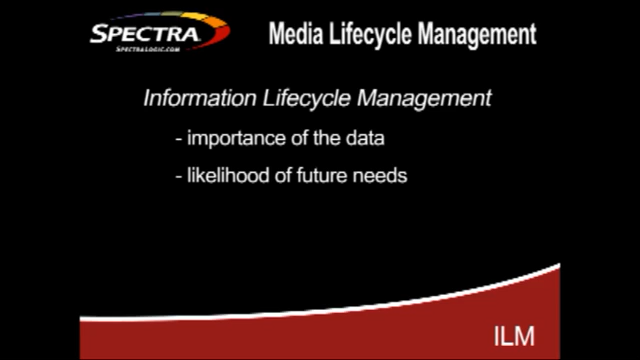 SPECTRA
SPECTRALOGIC.COM
Media Lifecycle Management
Information Lifecycle Management
- importance of the data
- likelihood of future needs
ILM